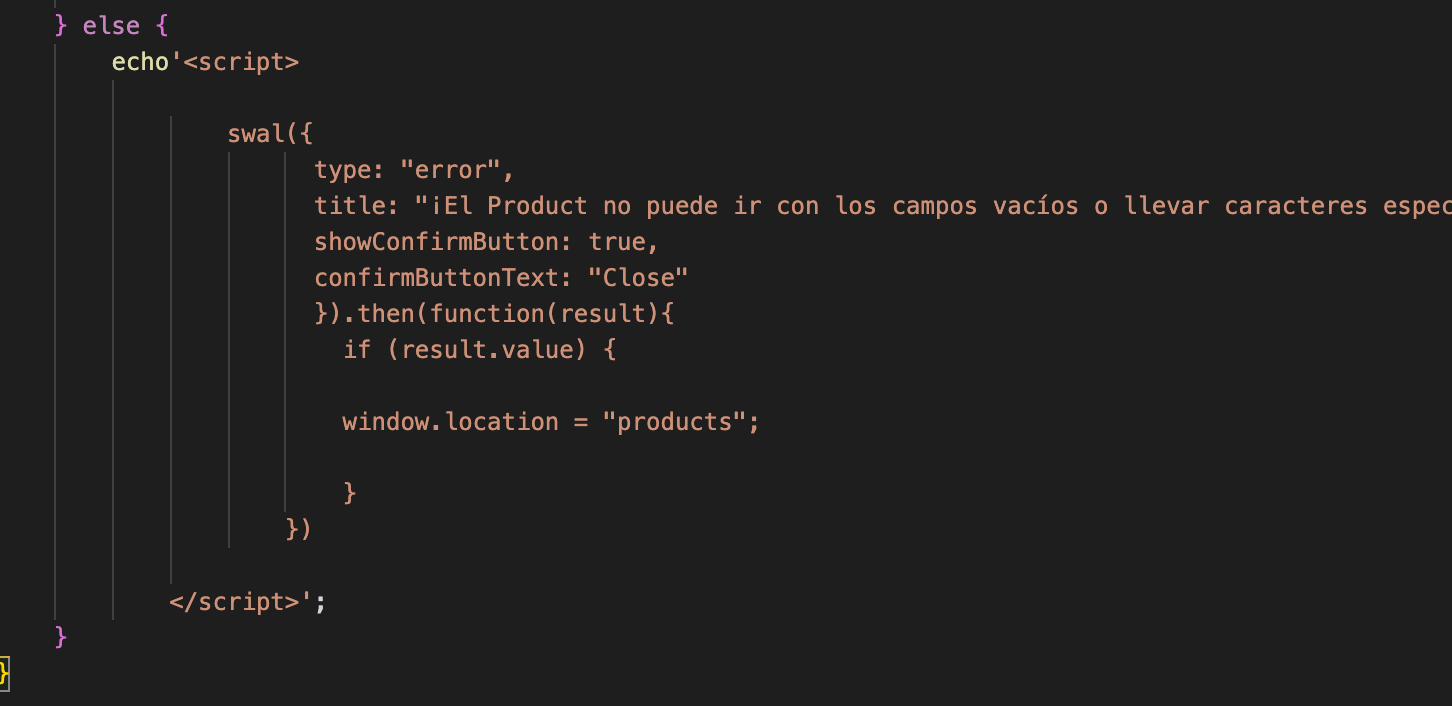 } else {
echo'<script>
swal({
type: "error",
title: "¡El Product no puede ir con los campos vacíos o llevar caracteres espec
showConfirmButton: true,
confirmButtonText: "Close"
}).then(function(result){
if (result.value) {
window.location = "products";
}
})
</script>';
}
}